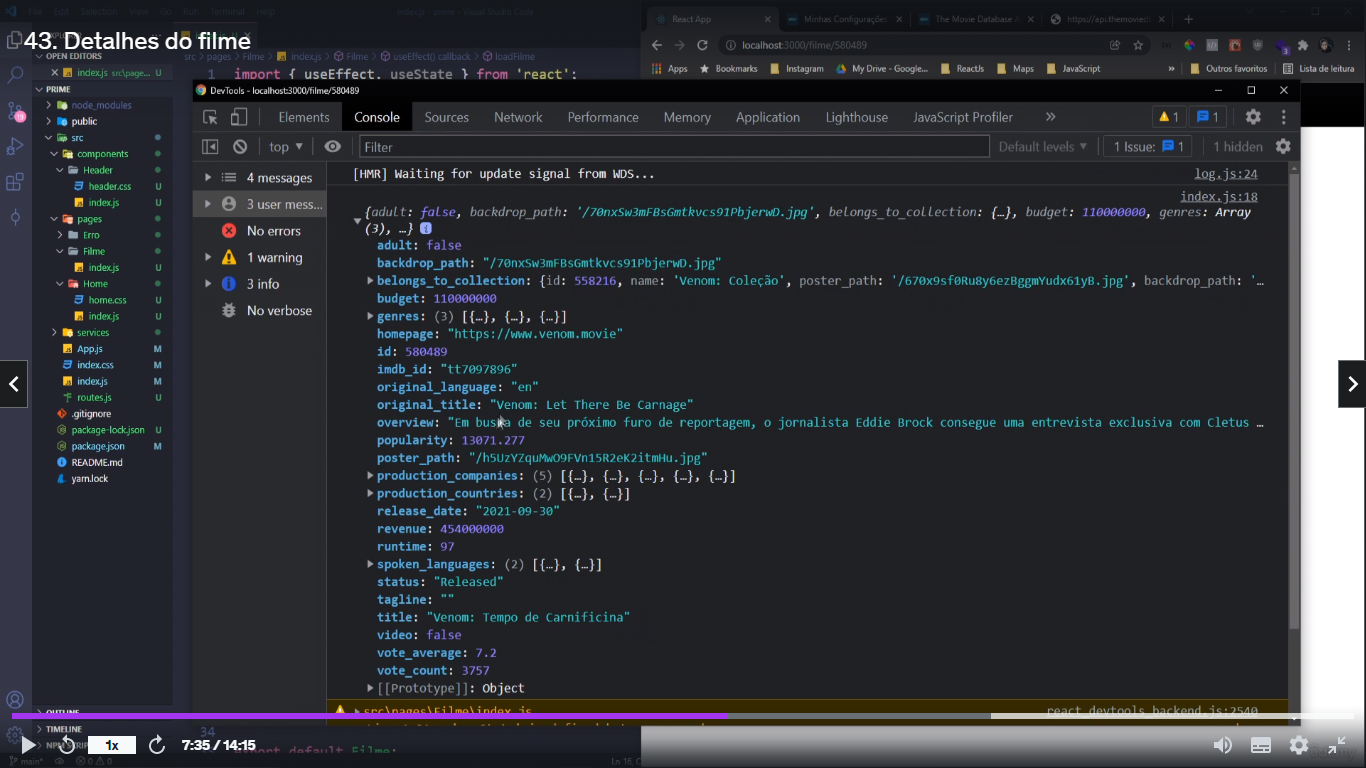 43. Detalhes do filme
React App
Minhas Configuraçõe
The Movie Database A
https://api.themovied
localhost:3000/filme/580489
Apps
Bookmarks
Instagram
My Drive - Google...
ReactJs
Maps
JavaScript
»
Outros favoritos
Lista de leitura
OPEN EDITORS
index.js src\page... U
PRIME
node_modules
public
src
components
Header
header.css U
index.js U
pages
Erro
Filme
index.js U
Home
home.css U
index.js U
services
App.js M
index.css M
index.js M
routes.js U
.gitignore
package-lock.json U
package.json M
README.md
yarn.lock
OUTLINE
TIMELINE
src > pages > Filme > index.js > Filme > useEffect() callback > loadFilme
1 import { useEffect, useState } from 'react';
DevTools - localhost:3000/filme/580489
Elements Console Sources Network Performance Memory Application Lighthouse JavaScript Profiler » 1 1
top Filter Default levels 1 Issue: 1 1 hidden
4 messages
3 user mess...
No errors
1 warning
3 info
No verbose
[HMR] Waiting for update signal from WDS... log.js:24
index.js:18
{adult: false, backdrop_path: '/70nxSw3mFBsGmtkvcs91PbjerwD.jpg', belongs_to_collection: {…}, budget: 110000000, genres: Array
(3), …}
adult: false
backdrop_path: "/70nxSw3mFBsGmtkvcs91PbjerwD.jpg"
belongs_to_collection: {id: 558216, name: 'Venom: Coleção', poster_path: '/670x9sf0Ru8y6ezBggmYudx61yB.jpg', backdrop_path: '…
budget: 110000000
genres: (3) [{…}, {…}, {…}]
homepage: "https://www.venom.movie"
id: 580489
imdb_id: "tt7097896"
original_language: "en"
original_title: "Venom: Let There Be Carnage"
overview: "Em busca de seu próximo furo de reportagem, o jornalista Eddie Brock consegue uma entrevista exclusiva com Cletus …
popularity: 13071.277
poster_path: "/h5UzYZquMwO9FVn15R2eK2itmHu.jpg"
production_companies: (5) [{…}, {…}, {…}, {…}, {…}]
production_countries: (2) [{…}, {…}]
release_date: "2021-09-30"
revenue: 454000000
runtime: 97
spoken_languages: (2) [{…}, {…}]
status: "Released"
tagline: ""
title: "Venom: Tempo de Carnificina"
video: false
vote_average: 7.2
vote_count: 3757
[[Prototype]]: Object
src\pages\Filme\index.js react_devtools_backend.js:2540
34
export default Filme;
1x
7:35 / 14:15
main*